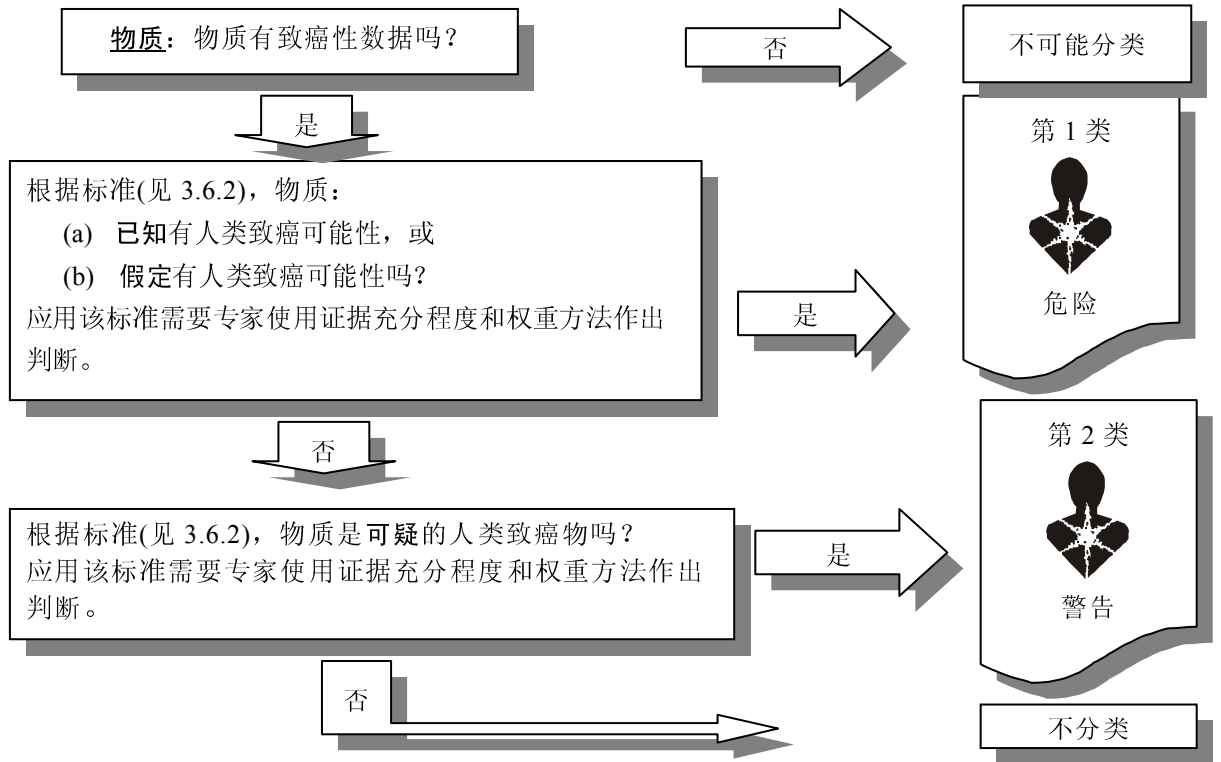 物质：物质有致癌性数据吗？
否
不可能分类
是
根据标准(见 3.6.2)，物质：
(a) 已知有人类致癌可能性，或
(b) 假定有人类致癌可能性吗？
应用该标准需要专家使用证据充分程度和权重方法作出
判断。
是
第 1 类
危险
否
根据标准(见 3.6.2)，物质是可疑的人类致癌物吗？
应用该标准需要专家使用证据充分程度和权重方法作出
判断。
是
第 2 类
警告
否
不分类